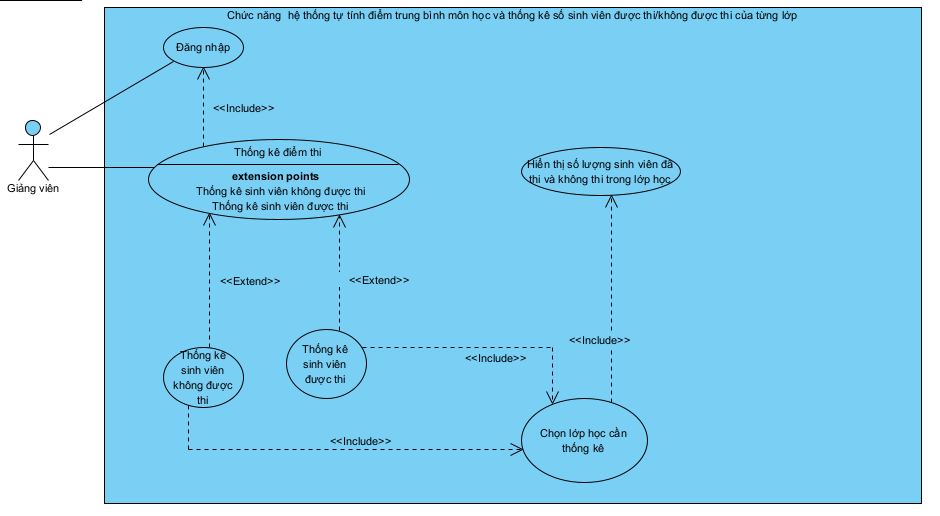 Chức năng hệ thống tự tính điểm trung bình môn học và thống kê số sinh viên được thi/không được thi của từng lớp
Đăng nhập
<<Include>>
Giảng viên
Thống kê điểm thi
extension points
Thống kê sinh viên không được thi
Thống kê sinh viên được thi
Hiển thị số lượng sinh viên đã
thi và không thi trong lớp học
<<Extend>>
<<Extend>>
<<Include>>
Thống kê
sinh viên
không được
thi
Thống kê
sinh viên
được thi
<<Include>>
Chọn lớp học cần
thống kê
<<Include>>